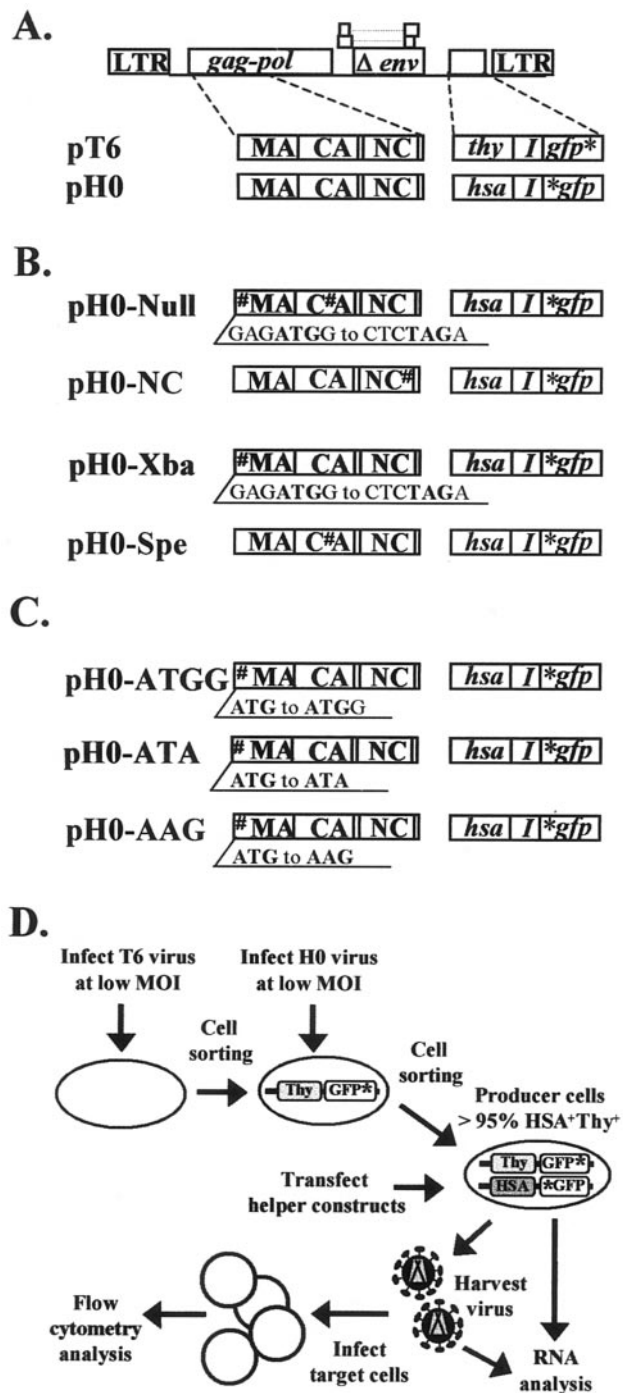 A.
LTR gag-pol Δ env LTR
pT6 MA CA NC thy I gfp*
pH0 MA CA NC hsa I *gfp
B.
pH0-Null #MA C#A NC hsa I *gfp
GAGATGG to CTCTAGA
pH0-NC MA CA NC# hsa I *gfp
pH0-Xba #MA CA NC hsa I *gfp
GAGATGG to CTCTAGA
pH0-Spe MA C#A NC hsa I *gfp
C.
pH0-ATGG # MA CA NC hsa I *gfp
ATG to ATGG
pH0-ATA # MA CA NC hsa I *gfp
ATG to ATA
pH0-AAG # MA CA NC hsa I *gfp
ATG to AAG
D.
Infect T6 virus
at low MOI
Infect H0 virus
at low MOI
Cell
sorting
Cell
sorting
Thy GFP*
Producer cells
> 95% HSA+Thy+
Thy GFP*
HSA *GFP
Transfect
helper constructs
Harvest
virus
Flow
cytometry
analysis
Infect
target cells
RNA
analysis